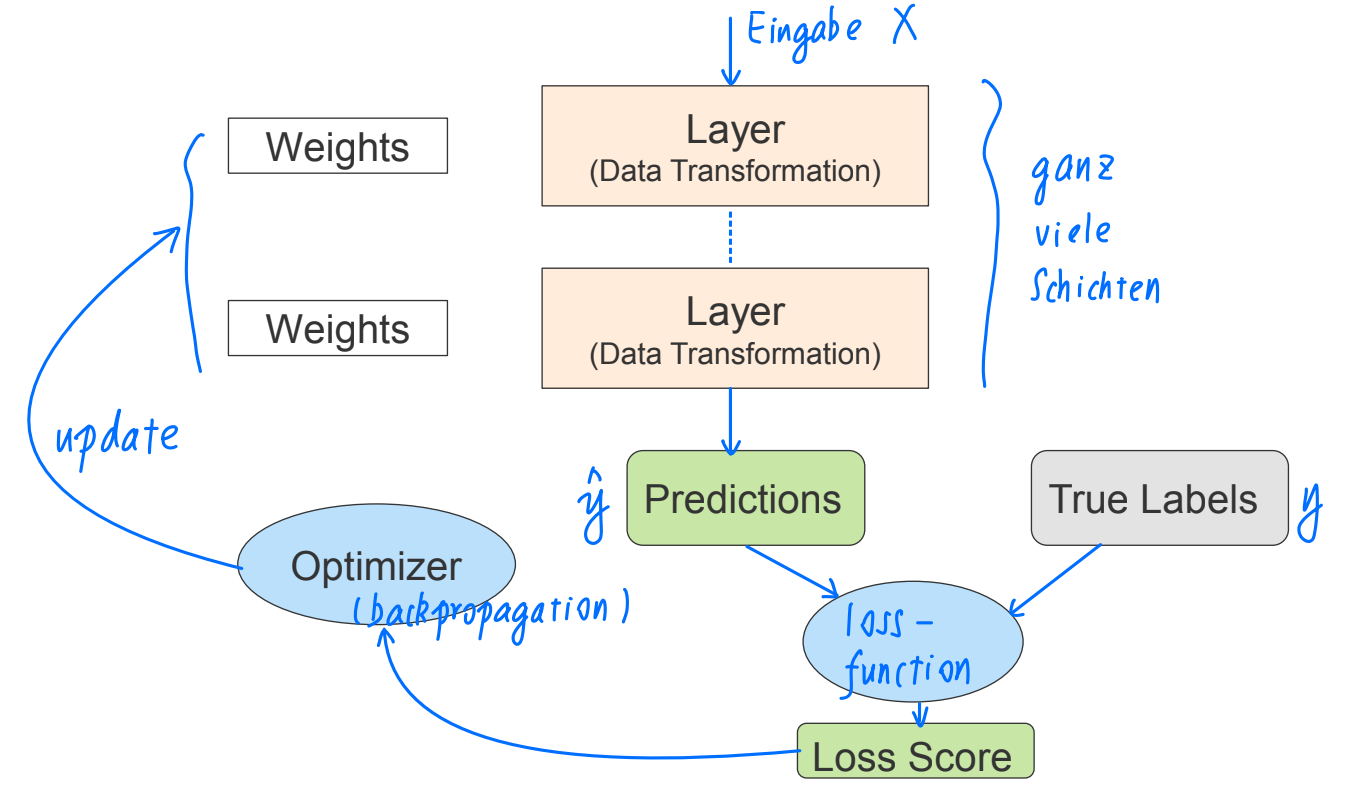 Eingabe X
Weights
Layer
(Data Transformation)
ganz
viele
Schichten
Weights
Layer
(Data Transformation)
update
ŷ
Predictions
True Labels
y
Optimizer
(backpropagation)
loss-
function
Loss Score